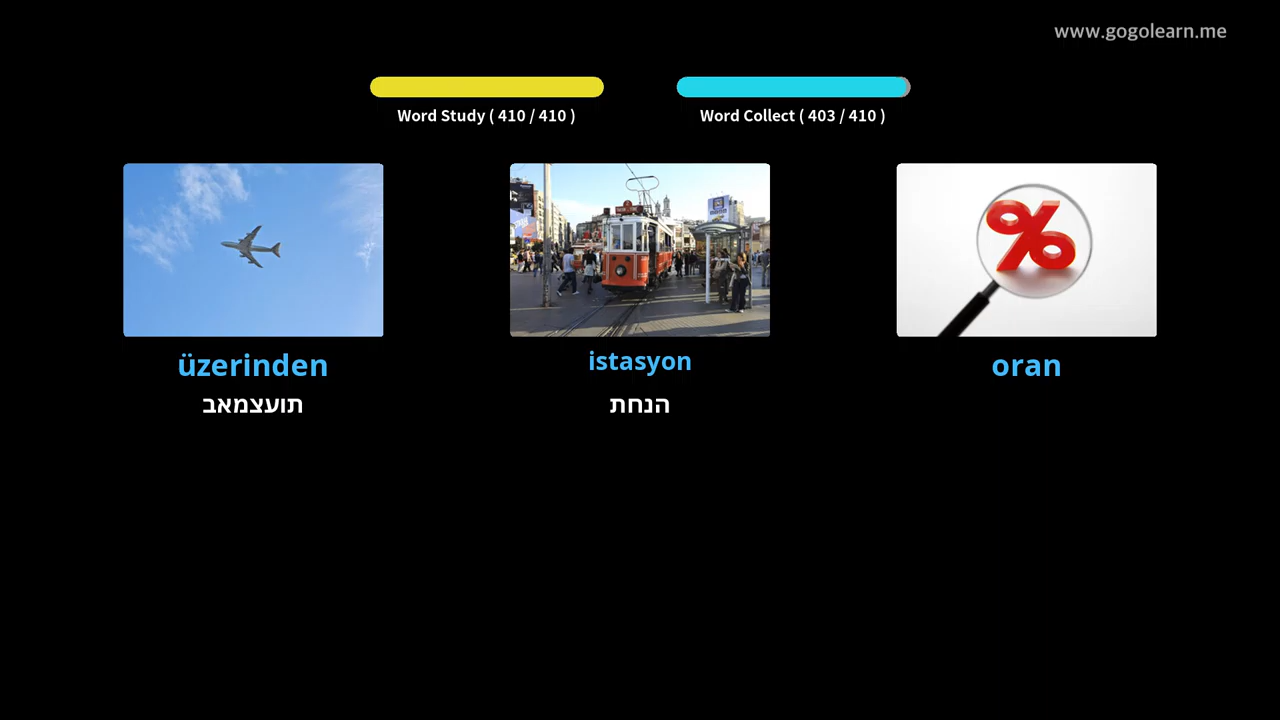 www.gogolearn.me
Word Study ( 410 / 410 )
Word Collect ( 403 / 410 )
üzerinden
תועצמאב
istasyon
הנחת
oran